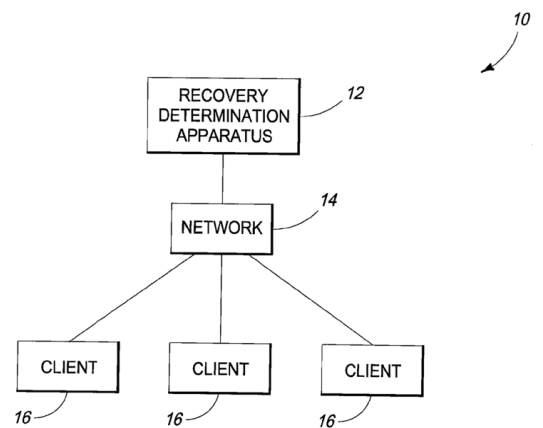 10
RECOVERY
DETERMINATION
APPARATUS
12
NETWORK
14
CLIENT
CLIENT
CLIENT
16
16
16